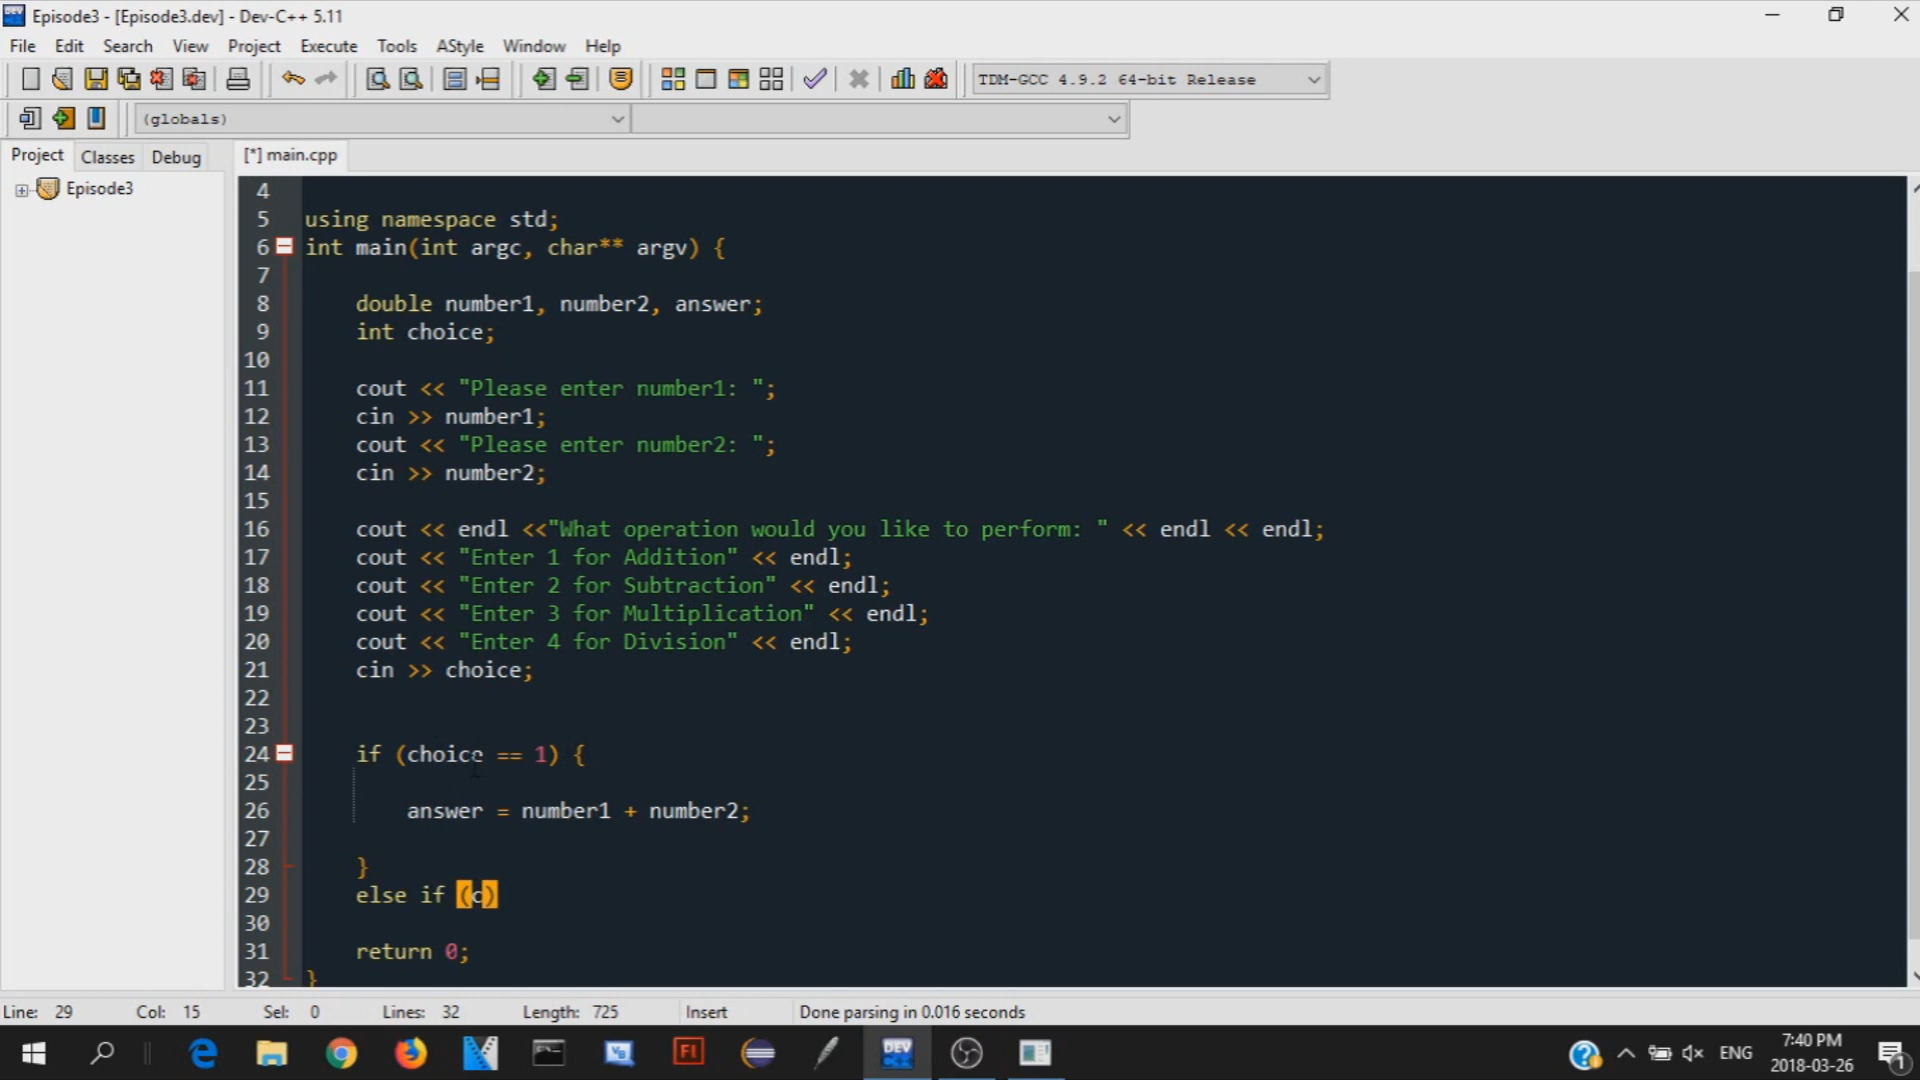 Episode3 - [Episode3.dev] - Dev-C++ 5.11
File Edit Search View Project Execute Tools AStyle Window Help
TDM-GCC 4.9.2 64-bit Release
(globals)
Project Classes Debug [*] main.cpp
Episode3
4
5 using namespace std;
6 int main(int argc, char** argv) {
7
8 double number1, number2, answer;
9 int choice;
10
11 cout << "Please enter number1: ";
12 cin >> number1;
13 cout << "Please enter number2: ";
14 cin >> number2;
15
16 cout << endl <<"What operation would you like to perform: " << endl << endl;
17 cout << "Enter 1 for Addition" << endl;
18 cout << "Enter 2 for Subtraction" << endl;
19 cout << "Enter 3 for Multiplication" << endl;
20 cout << "Enter 4 for Division" << endl;
21 cin >> choice;
22
23
24 if (choice == 1) {
25
26 answer = number1 + number2;
27
28 }
29 else if (c)
30
31 return 0;
32 }
Line: 29 Col: 15 Sel: 0 Lines: 32 Length: 725 Insert Done parsing in 0.016 seconds
ENG 7:40 PM
2018-03-26